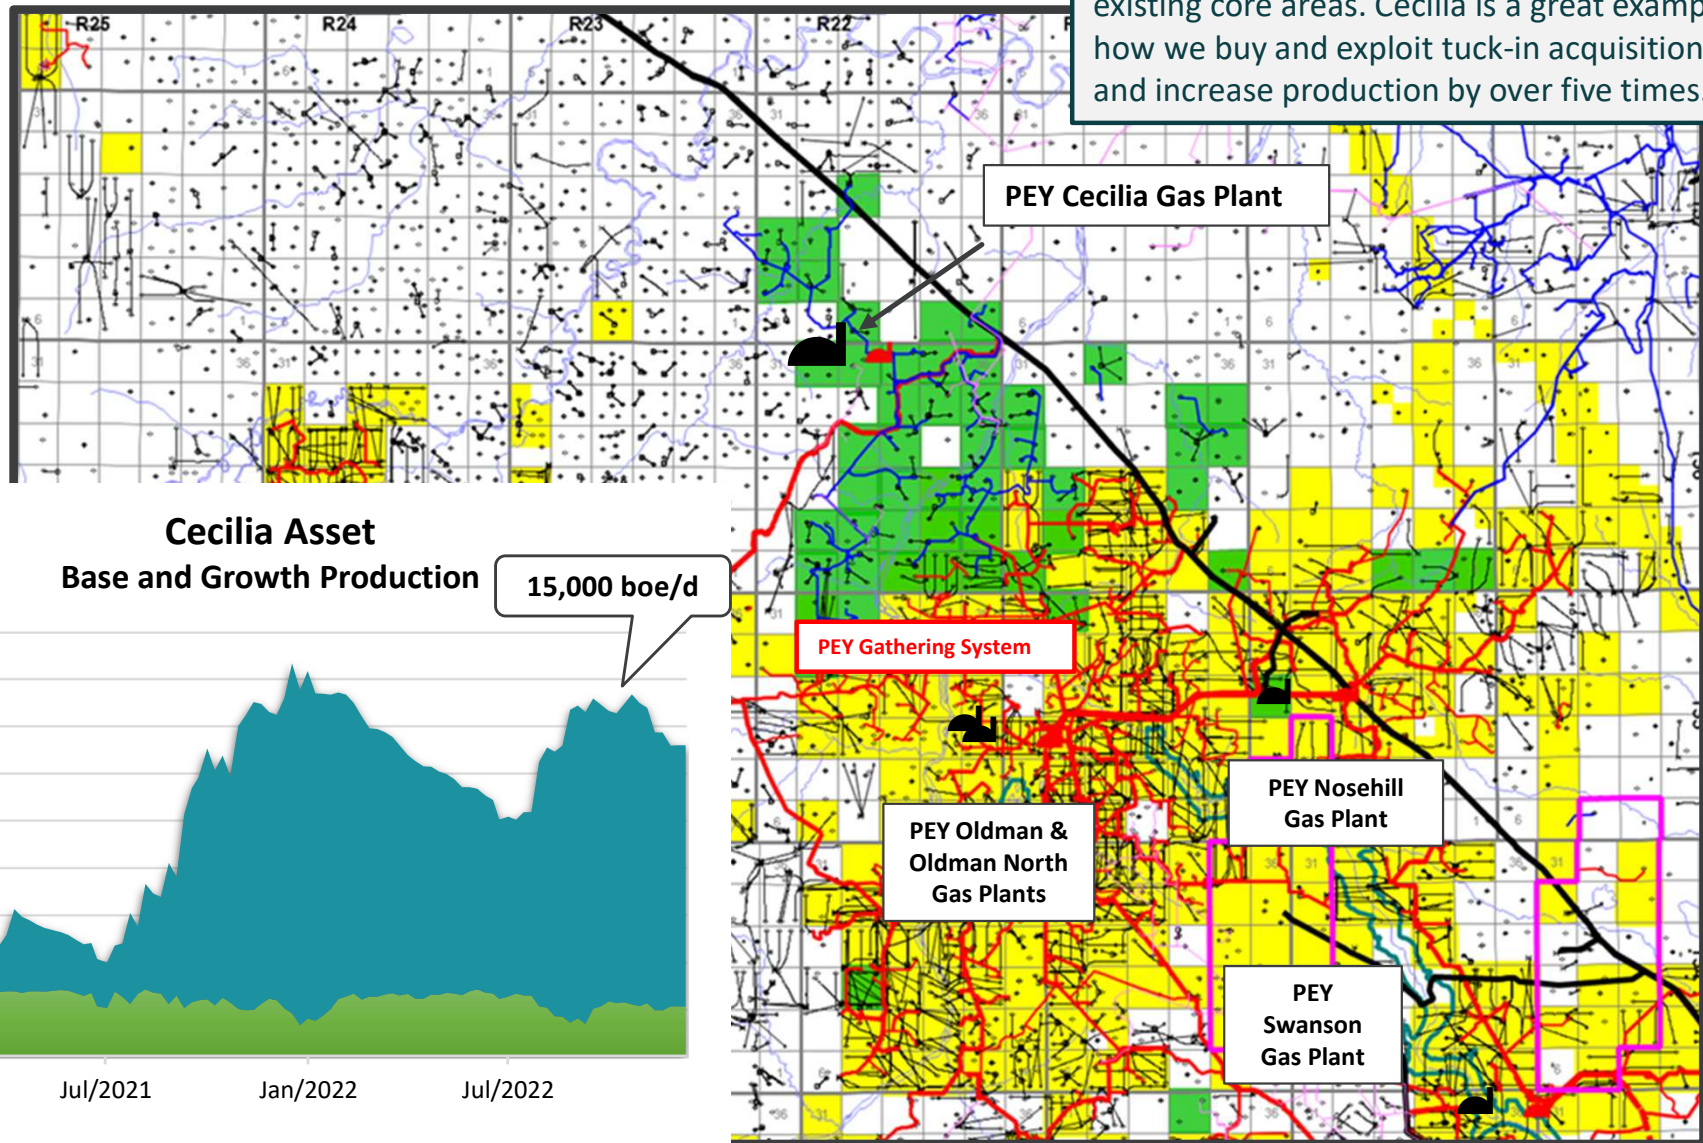 R25
R24
R23
R22
existing core areas. Cecilia is a great
how we buy and exploit tuck-in acquisition
and increase production by over five times
PEY Cecilia Gas Plant
Cecilia Asset
Base and Growth Production
15,000 boe/d
Jul/2021
Jan/2022
Jul/2022
PEY Gathering System
PEY Oldman &
Oldman North
Gas Plants
PEY Nosehill
Gas Plant
PEY
Swanson
Gas Plant